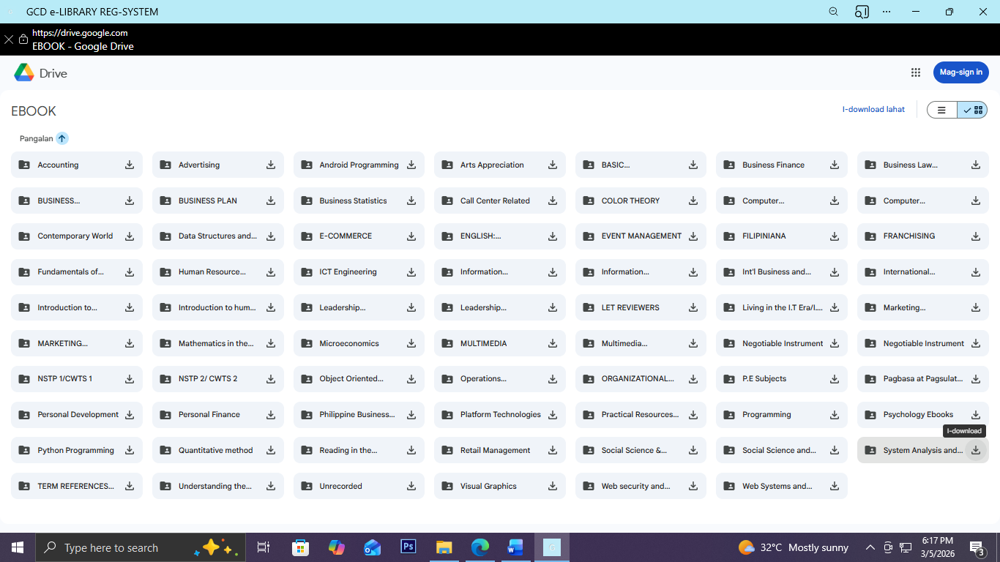 GCD e-LIBRARY REG-SYSTEM
https://drive.google.com
EBOOK - Google Drive
Drive
Mag-sign in
EBOOK
I-download lahat
Pangalan
Accounting
Advertising
Android Programming
Arts Appreciation
BASIC...
Business Finance
Business Law...
BUSINESS...
BUSINESS PLAN
Business Statistics
Call Center Related
COLOR THEORY
Computer...
Computer...
Contemporary World
Data Structures and...
E-COMMERCE
ENGLISH:...
EVENT MANAGEMENT
FILIPINIANA
FRANCHISING
Fundamentals of...
Human Resource...
ICT Engineering
Information...
Information...
Int'l Business and...
International...
Introduction to...
Introduction to hum...
Leadership...
Leadership...
LET REVIEWERS
Living in the I.T Era/I....
Marketing...
MARKETING...
Mathematics in the...
Microeconomics
MULTIMEDIA
Multimedia...
Negotiable Instrument
Negotiable Instrument
NSTP 1/CWTS 1
NSTP 2/ CWTS 2
Object Oriented...
Operations...
ORGANIZATIONAL...
P.E Subjects
Pagbasa at Pagsulat...
Personal Development
Personal Finance
Philippine Business...
Platform Technologies
Practical Resources...
Programming
Psychology Ebooks
I-download
Python Programming
Quantitative method
Reading in the...
Retail Management
Social Science &...
Social Science and...
System Analysis and...
TERM REFERENCES...
Understanding the...
Unrecorded
Visual Graphics
Web security and...
Web Systems and...
Type here to search
Ps
W
G
32°C Mostly sunny
6:17 PM
3/5/2026
3